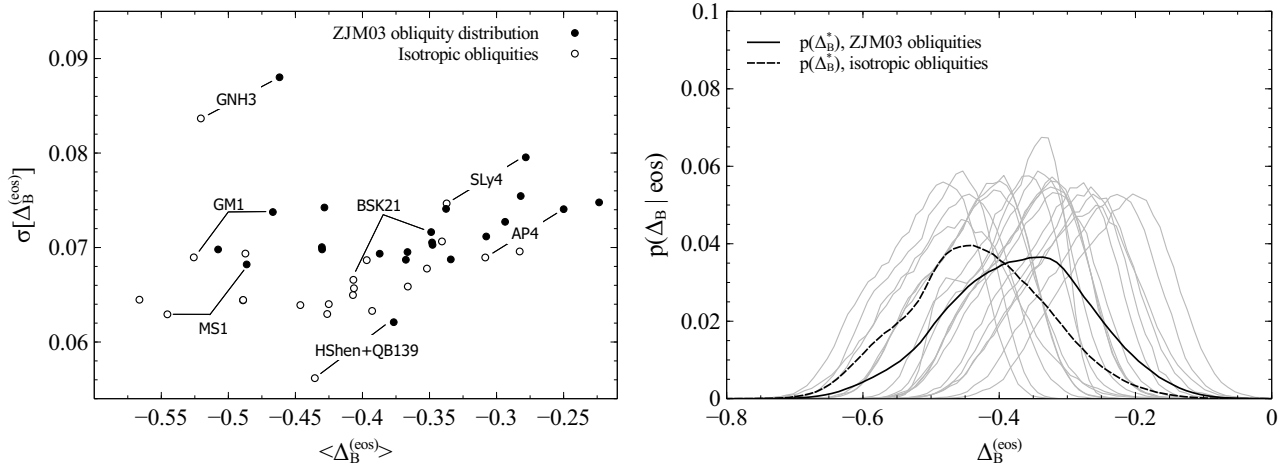 ZJM03 obliquity distribution
Isotropic obliquities
GNH3
SLy4
GM1
BSK21
AP4
MS1
HShen+QB139
0.09
0.08
0.07
0.06
σ[Δ_B^(eos)]
−0.55
−0.5
−0.45
−0.4
−0.35
−0.3
−0.25
<Δ_B^(eos)>
p(Δ_B^*), ZJM03 obliquities
p(Δ_B^*), isotropic obliquities
0.1
0.08
0.06
0.04
0.02
0
p(Δ_B | eos)
−0.8
−0.6
−0.4
−0.2
0
Δ_B^(eos)